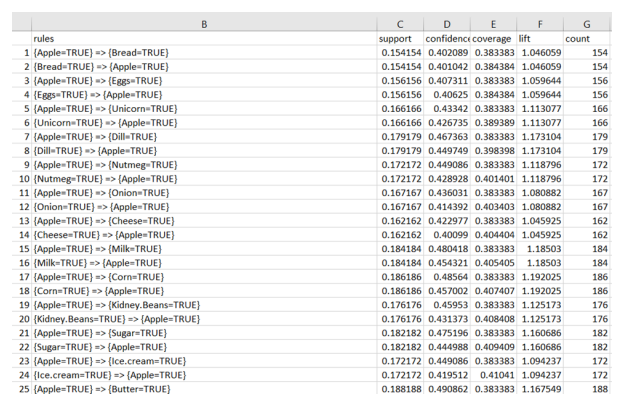 B C D E F G
rules support confidence coverage lift count
1 {Apple=TRUE} => {Bread=TRUE} 0.154154 0.402089 0.383383 1.046059 154
2 {Bread=TRUE} => {Apple=TRUE} 0.154154 0.401042 0.384384 1.046059 154
3 {Apple=TRUE} => {Eggs=TRUE} 0.156156 0.407311 0.383383 1.059644 156
4 {Eggs=TRUE} => {Apple=TRUE} 0.156156 0.40625 0.384384 1.059644 156
5 {Apple=TRUE} => {Unicorn=TRUE} 0.166166 0.43342 0.383383 1.113077 166
6 {Unicorn=TRUE} => {Apple=TRUE} 0.166166 0.426735 0.389389 1.113077 166
7 {Apple=TRUE} => {Dill=TRUE} 0.179179 0.467363 0.383383 1.173104 179
8 {Dill=TRUE} => {Apple=TRUE} 0.179179 0.449749 0.398398 1.173104 179
9 {Apple=TRUE} => {Nutmeg=TRUE} 0.172172 0.449086 0.383383 1.118796 172
10 {Nutmeg=TRUE} => {Apple=TRUE} 0.172172 0.428928 0.401401 1.118796 172
11 {Apple=TRUE} => {Onion=TRUE} 0.167167 0.436031 0.383383 1.080882 167
12 {Onion=TRUE} => {Apple=TRUE} 0.167167 0.414392 0.403403 1.080882 167
13 {Apple=TRUE} => {Cheese=TRUE} 0.162162 0.422977 0.383383 1.045925 162
14 {Cheese=TRUE} => {Apple=TRUE} 0.162162 0.40099 0.404404 1.045925 162
15 {Apple=TRUE} => {Milk=TRUE} 0.184184 0.480418 0.383383 1.18503 184
16 {Milk=TRUE} => {Apple=TRUE} 0.184184 0.454321 0.405405 1.18503 184
17 {Apple=TRUE} => {Corn=TRUE} 0.186186 0.48564 0.383383 1.192025 186
18 {Corn=TRUE} => {Apple=TRUE} 0.186186 0.457002 0.407407 1.192025 186
19 {Apple=TRUE} => {Kidney.Beans=TRUE} 0.176176 0.45953 0.383383 1.125173 176
20 {Kidney.Beans=TRUE} => {Apple=TRUE} 0.176176 0.431373 0.408408 1.125173 176
21 {Apple=TRUE} => {Sugar=TRUE} 0.182182 0.475196 0.383383 1.160686 182
22 {Sugar=TRUE} => {Apple=TRUE} 0.182182 0.444988 0.409409 1.160686 182
23 {Apple=TRUE} => {Ice.cream=TRUE} 0.172172 0.449086 0.383383 1.094237 172
24 {Ice.cream=TRUE} => {Apple=TRUE} 0.172172 0.419512 0.41041 1.094237 172
25 {Apple=TRUE} => {Butter=TRUE} 0.188188 0.490862 0.383383 1.167549 188